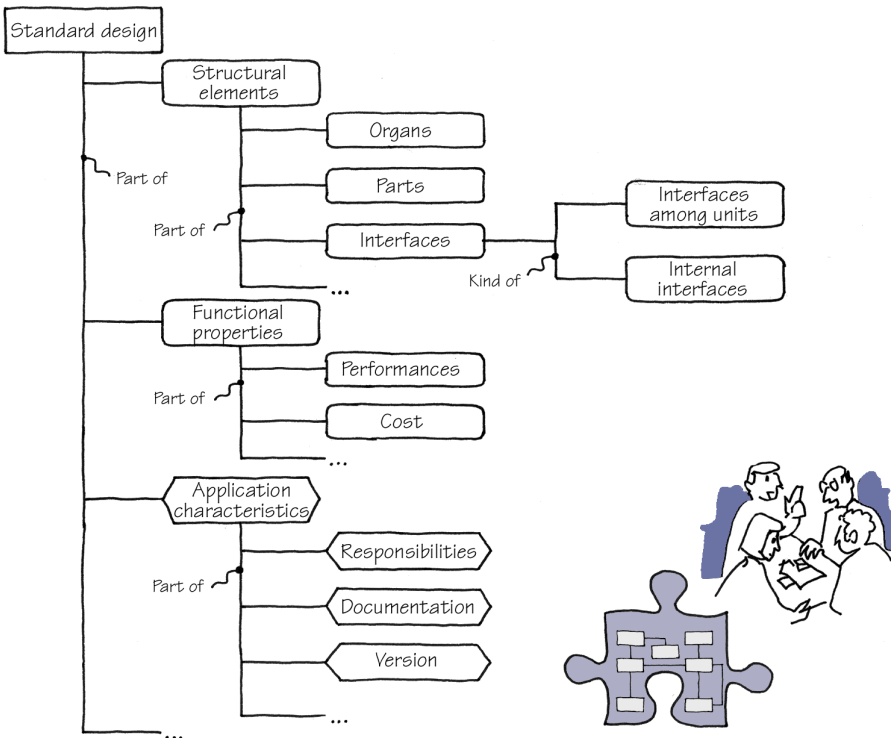 Standard design
Structural
elements
Organs
Part of
Parts
Interfaces
among units
Part of
Interfaces
Kind of
Internal
interfaces
...
Functional
properties
Performances
Part of
Cost
...
Application
characteristics
Responsibilities
Part of
Documentation
Version
...
...